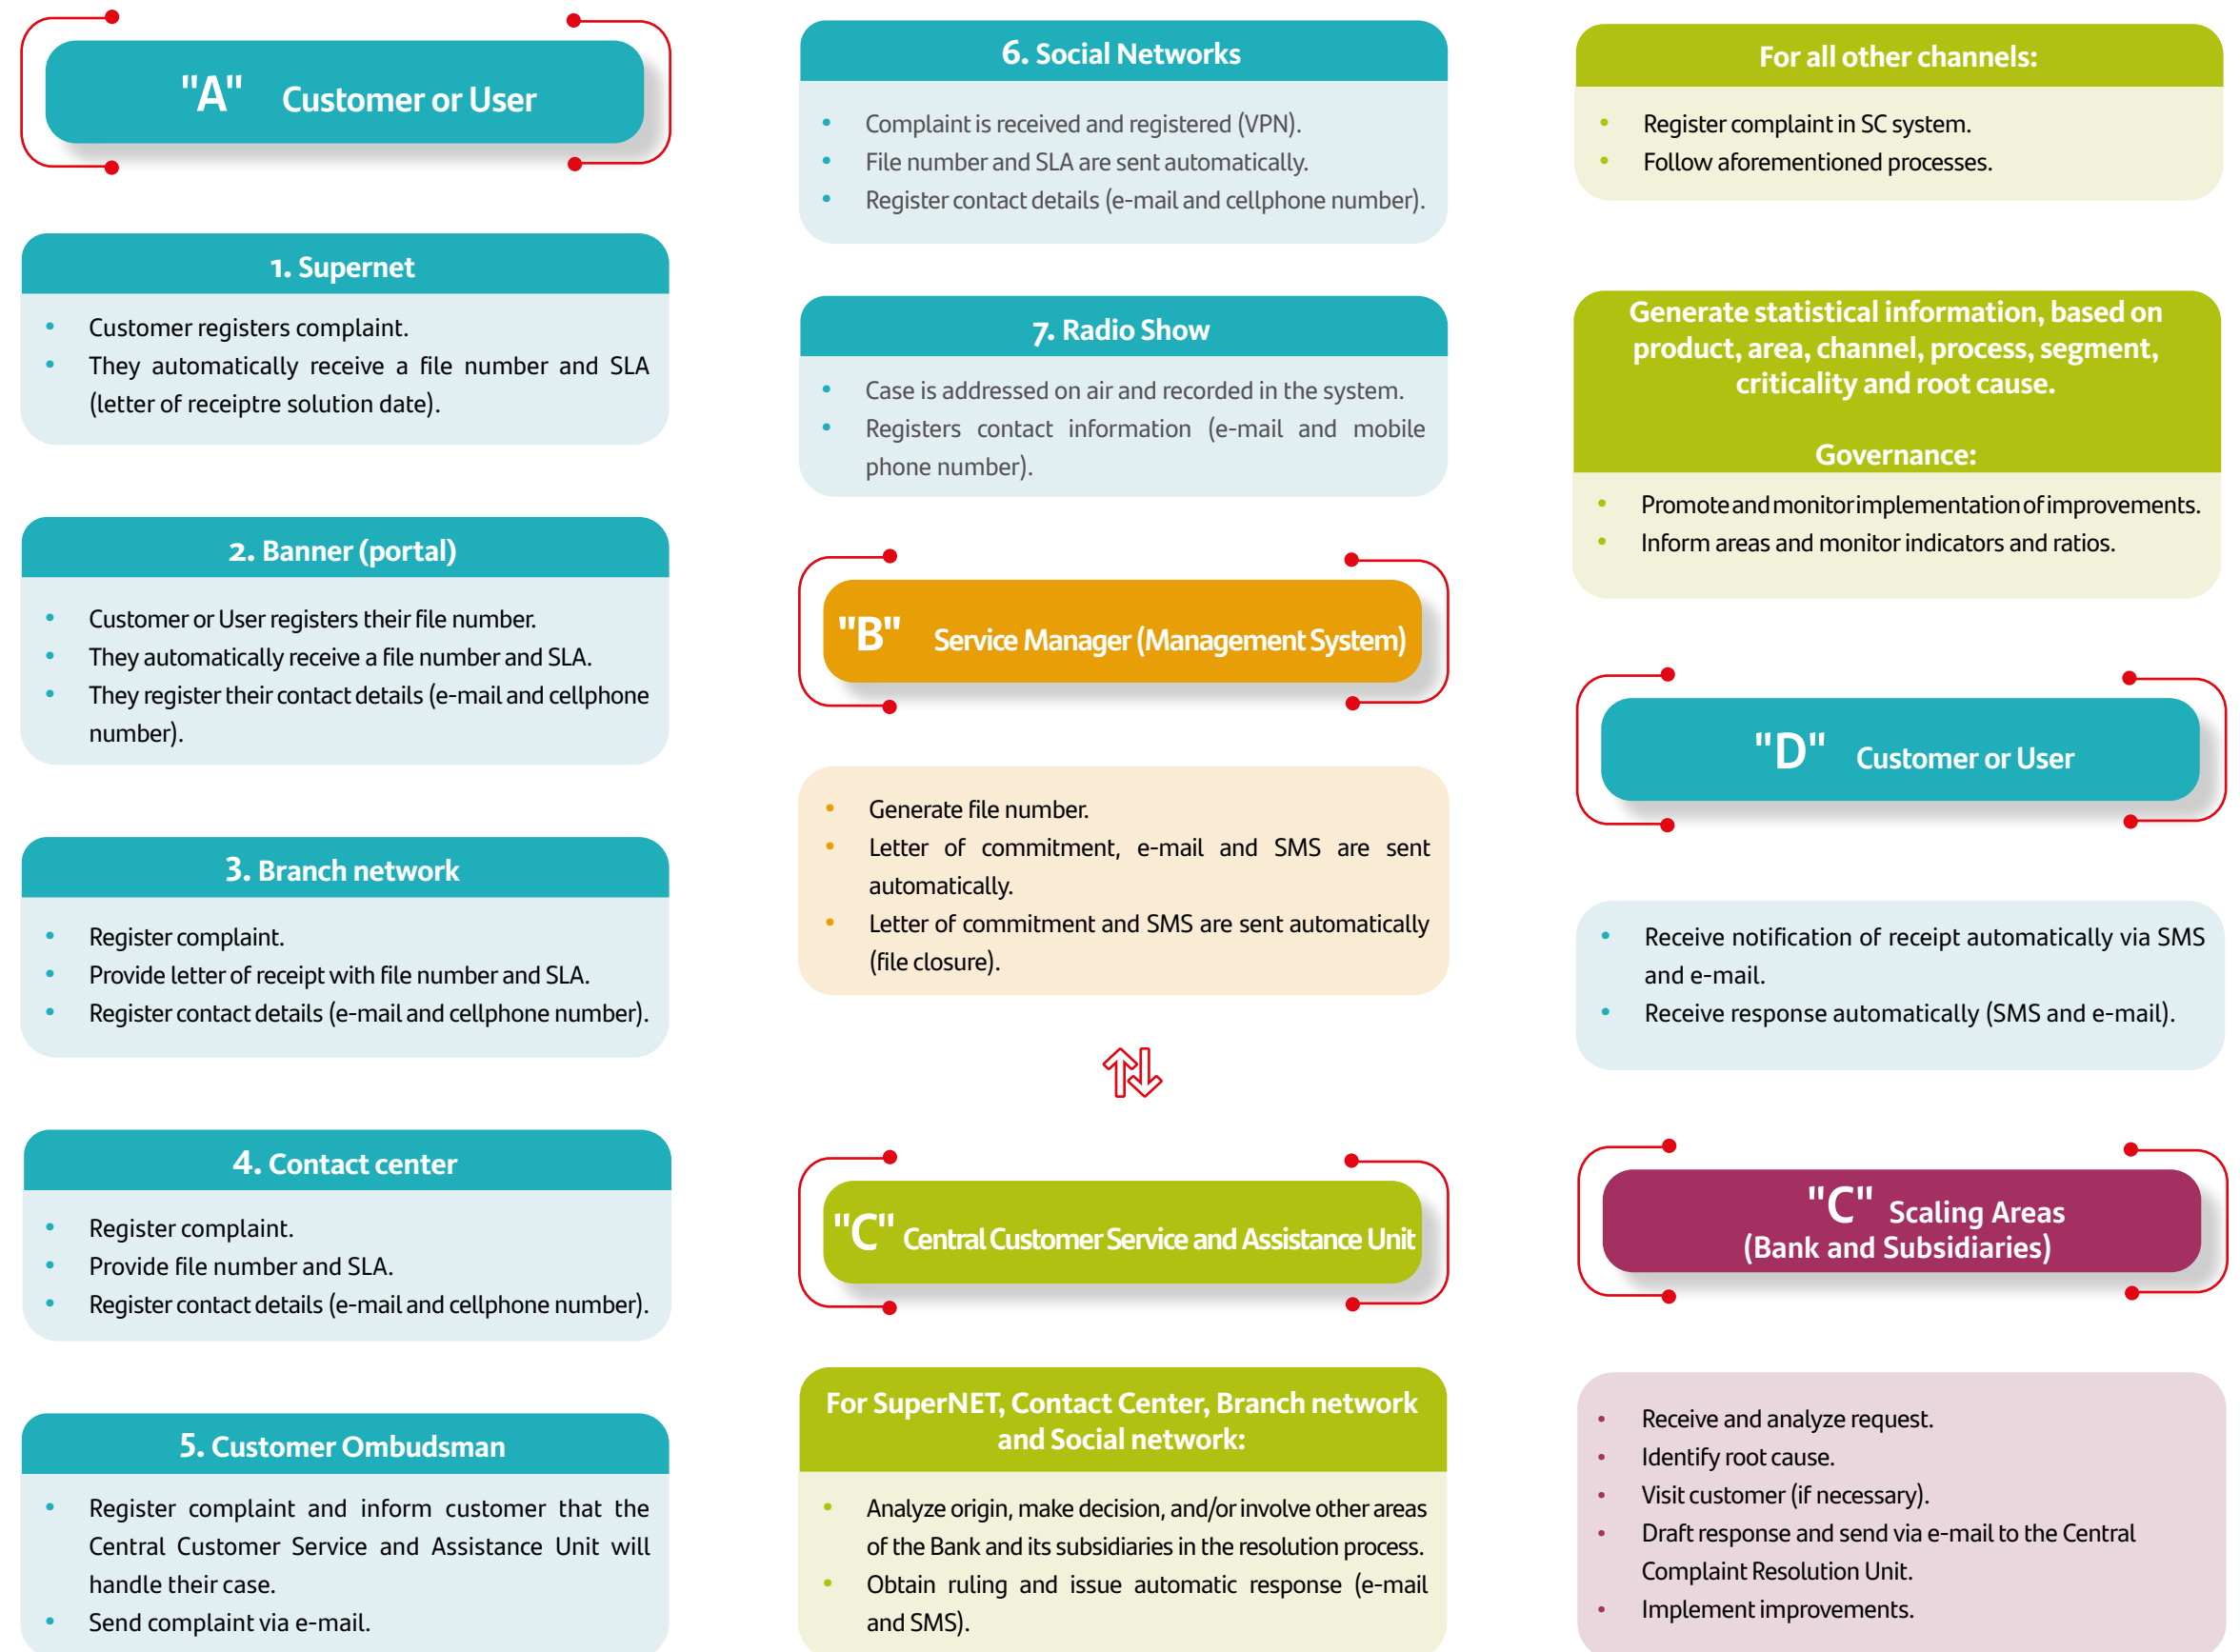 "A" Customer or User
1. Supernet
• Customer registers complaint.
• They automatically receive a file number and SLA
(letter of receiptre solution date).
2. Banner (portal)
• Customer or User registers their file number.
• They automatically receive a file number and SLA.
• They register their contact details (e-mail and cellphone
number).
3. Branch network
• Register complaint.
• Provide letter of receipt with file number and SLA.
• Register contact details (e-mail and cellphone number).
4. Contact center
• Register complaint.
• Provide file number and SLA.
• Register contact details (e-mail and cellphone number).
5. Customer Ombudsman
• Register complaint and inform customer that the
Central Customer Service and Assistance Unit will
handle their case.
• Send complaint via e-mail.
6. Social Networks
• Complaint is received and registered (VPN).
• File number and SLA are sent automatically.
• Register contact details (e-mail and cellphone number).
7. Radio Show
• Case is addressed on air and recorded in the system.
• Registers contact information (e-mail and mobile
phone number).
"B" Service Manager (Management System)
• Generate file number.
• Letter of commitment, e-mail and SMS are sent
automatically.
• Letter of commitment and SMS are sent automatically
(file closure).
"C" Central Customer Service and Assistance Unit
For SuperNET, Contact Center, Branch network
and Social network:
• Analyze origin, make decision, and/or involve other areas
of the Bank and its subsidiaries in the resolution process.
• Obtain ruling and issue automatic response (e-mail
and SMS).
For all other channels:
• Register complaint in SC system.
• Follow aforementioned processes.
Generate statistical information, based on
product, area, channel, process, segment,
criticality and root cause.
Governance:
• Promote and monitor implementation of improvements.
• Inform areas and monitor indicators and ratios.
"D" Customer or User
• Receive notification of receipt automatically via SMS
and e-mail.
• Receive response automatically (SMS and e-mail).
"C" Scaling Areas
(Bank and Subsidiaries)
• Receive and analyze request.
• Identify root cause.
• Visit customer (if necessary).
• Draft response and send via e-mail to the Central
Complaint Resolution Unit.
• Implement improvements.